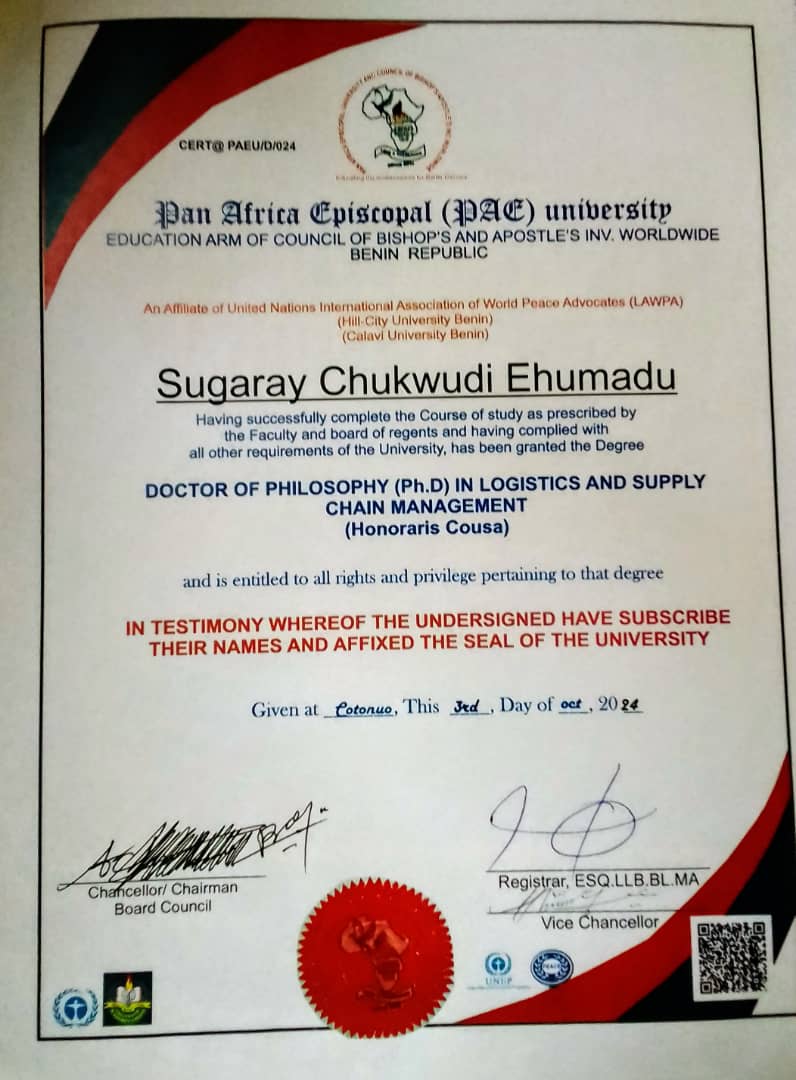 CERT@ PAEU/D/024
Pan Africa Episcopal (PAE) university
EDUCATION ARM OF COUNCIL OF BISHOP'S AND APOSTLE'S INV. WORLDWIDE
BENIN REPUBLIC
An Affiliate of United Nations International Association of World Peace Advocates (LAWPA)
(Hill-City University Benin)
(Calavi University Benin)
Sugaray Chukwudi Ehumadu
Having successfully complete the Course of study as prescribed by
the Faculty and board of regents and having complied with
all other requirements of the University, has been granted the Degree
DOCTOR OF PHILOSOPHY (Ph.D) IN LOGISTICS AND SUPPLY
CHAIN MANAGEMENT
(Honoraris Cousa)
and is entitled to all rights and privilege pertaining to that degree
IN TESTIMONY WHEREOF THE UNDERSIGNED HAVE SUBSCRIBE
THEIR NAMES AND AFFIXED THE SEAL OF THE UNIVERSITY
Given at Cotonuo, This 3rd, Day of oct, 2024
Chancellor/ Chairman
Board Council
Registrar, ESQ.LLB.BL.MA
Vice Chancellor